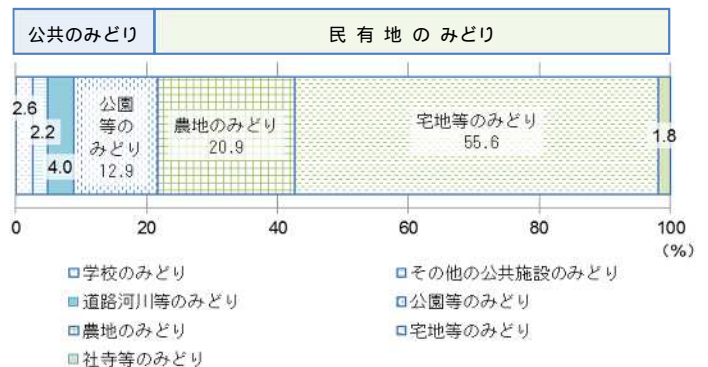 公共のみどり
民有地のみどり
2.6
2.2
4.0
公園
等の
みどり
12.9
農地のみどり
20.9
宅地等のみどり
55.6
1.8
0 20 40 60 80 100
(%)
学校のみどり
その他の公共施設のみどり
道路河川等のみどり
公園等のみどり
農地のみどり
宅地等のみどり
社寺等のみどり